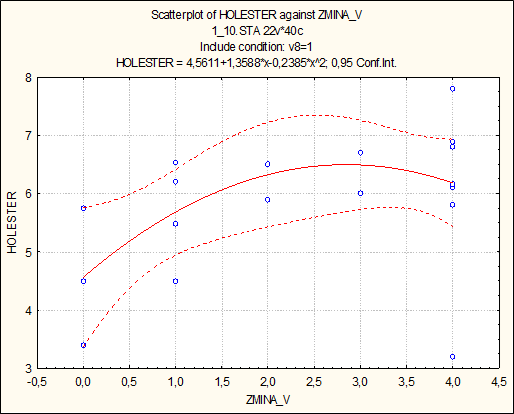 Scatterplot of HOLESTER against ZMINA_V
1_10.STA 22v*40c
Include condition: v8=1
HOLESTER = 4,5611+1,3588*x-0,2385*x^2; 0,95 Conf.Int.
8
7
6
5
4
3
HOLESTER
-0,5 0,0 0,5 1,0 1,5 2,0 2,5 3,0 3,5 4,0 4,5
ZMINA_V